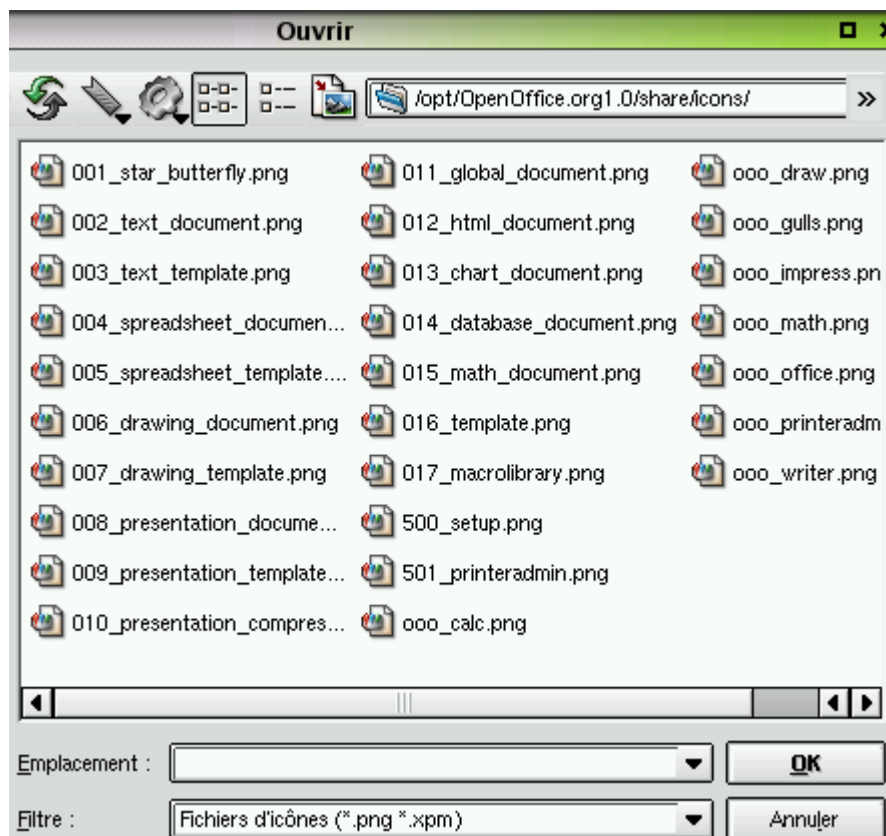 Ouvrir
/opt/OpenOffice.org1.0/share/icons/
001_star_butterfly.png
002_text_document.png
003_text_template.png
004_spreadsheet_documen...
005_spreadsheet_template....
006_drawing_document.png
007_drawing_template.png
008_presentation_docume...
009_presentation_template...
010_presentation_compres...
011_global_document.png
012_html_document.png
013_chart_document.png
014_database_document.png
015_math_document.png
016_template.png
017_macrolibrary.png
500_setup.png
501_printeradmin.png
ooo_calc.png
ooo_draw.png
ooo_gulls.png
ooo_impress.pn
ooo_math.png
ooo_office.png
ooo_printeradm
ooo_writer.png
Emplacement :
OK
Filtre : Fichiers d'icônes (*.png *.xpm)
Annuler